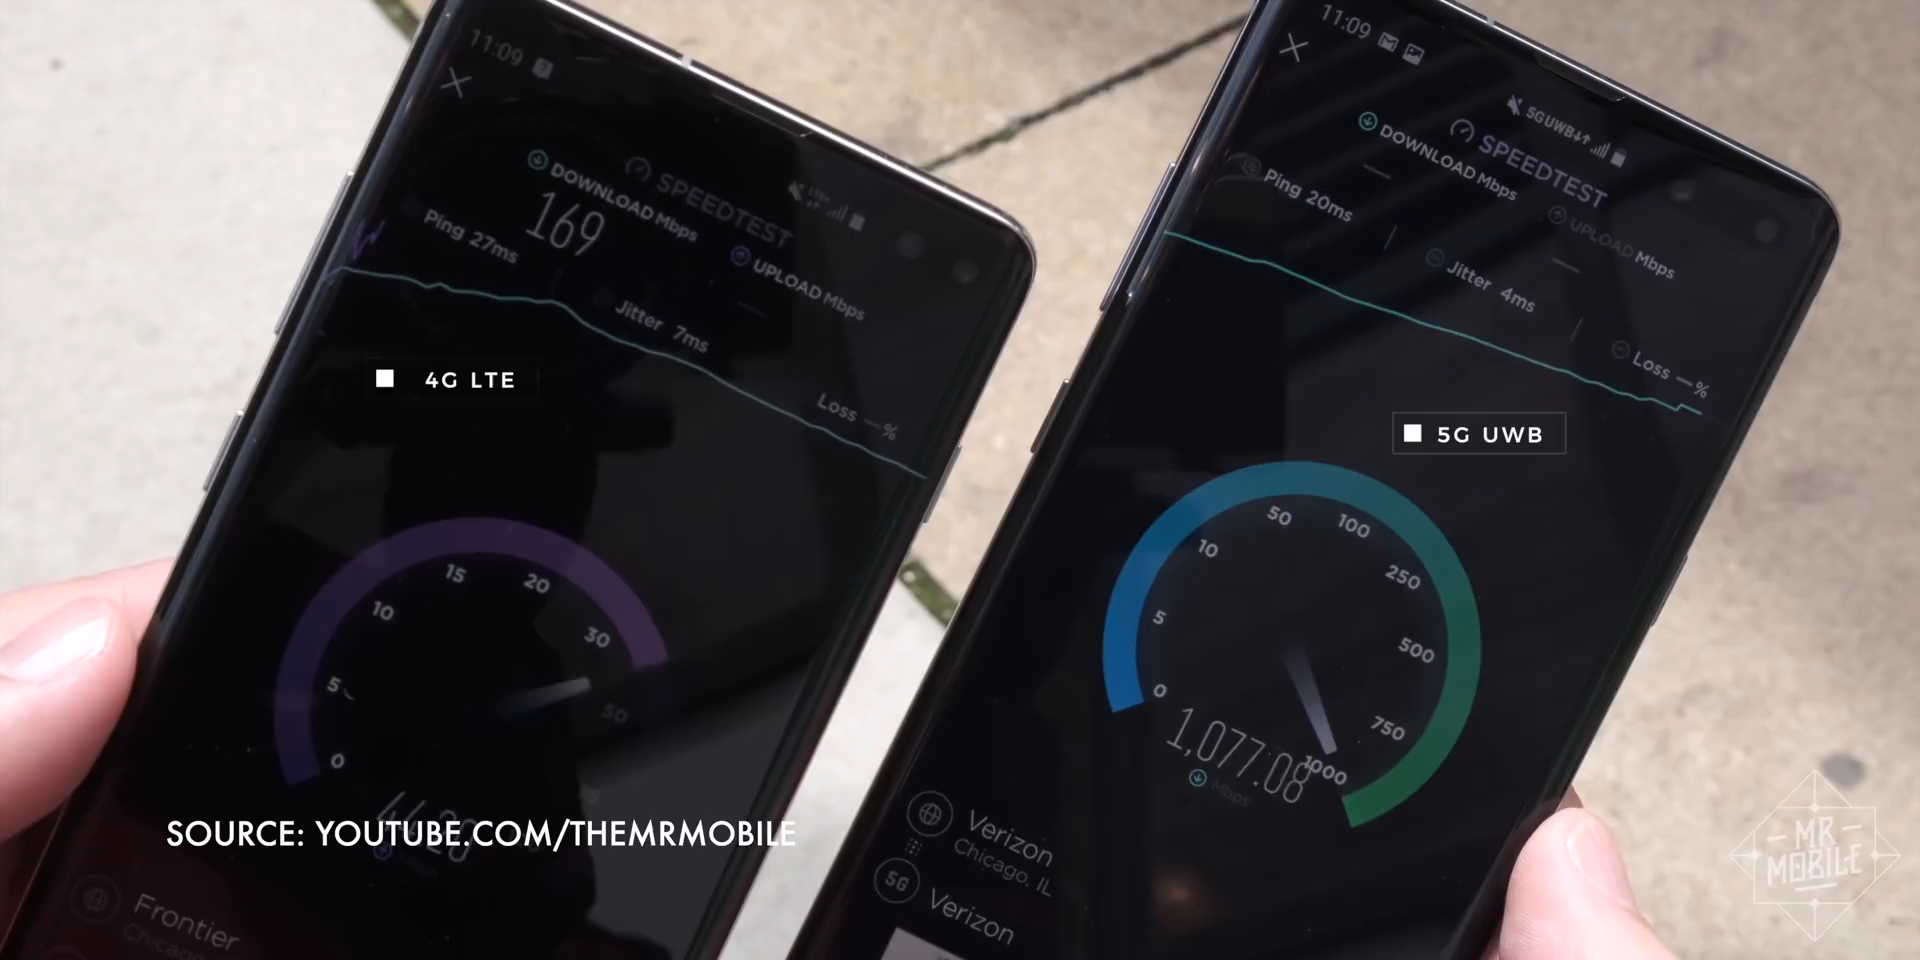 11:09
SPEEDTEST
DOWNLOAD Mbps
169
UPLOAD Mbps
Ping 27ms
Jitter 7ms
Loss — %
4G LTE
0
5
10
15
20
30
50
Frontier
SOURCE: YOUTUBE.COM/THEMRMOBILE
11:09
5GUWB
SPEEDTEST
DOWNLOAD Mbps
—
UPLOAD Mbps
—
Ping 20ms
Jitter 4ms
Loss — %
5G UWB
0
5
10
50
100
250
500
750
1000
1,077.08
Mbps
Verizon
Chicago, IL
5G
Verizon
MR
MOBILE